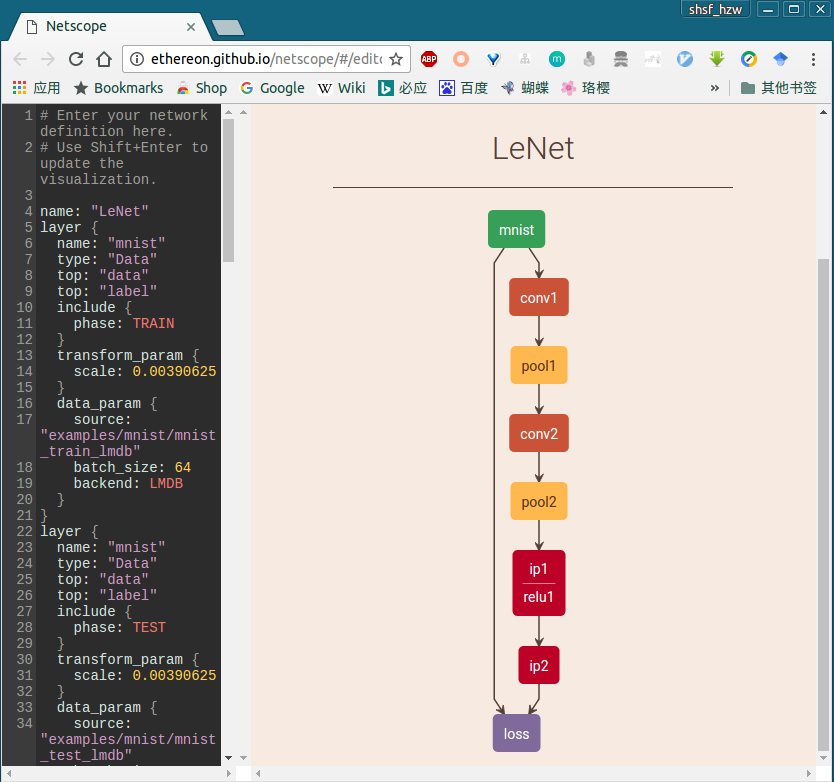 shsf_hzw
Netscope
ethereon.github.io/netscope/#/edit
ABP
应用 Bookmarks Shop Google W Wiki 必应 百度 蝴蝶 珞樱 » 其他书签
1 # Enter your network
definition here.
2 # Use Shift+Enter to
update the
visualization.
3
4 name: "LeNet"
5 layer {
6 name: "mnist"
7 type: "Data"
8 top: "data"
9 top: "label"
10 include {
11 phase: TRAIN
12 }
13 transform_param {
14 scale: 0.00390625
15 }
16 data_param {
17 source:
"examples/mnist/mnist
_train_lmdb"
18 batch_size: 64
19 backend: LMDB
20 }
21 }
22 layer {
23 name: "mnist"
24 type: "Data"
25 top: "data"
26 top: "label"
27 include {
28 phase: TEST
29 }
30 transform_param {
31 scale: 0.00390625
32 }
33 data_param {
34 source:
"examples/mnist/mnist
_test_lmdb"
LeNet
mnist
conv1
pool1
conv2
pool2
ip1
relu1
ip2
loss